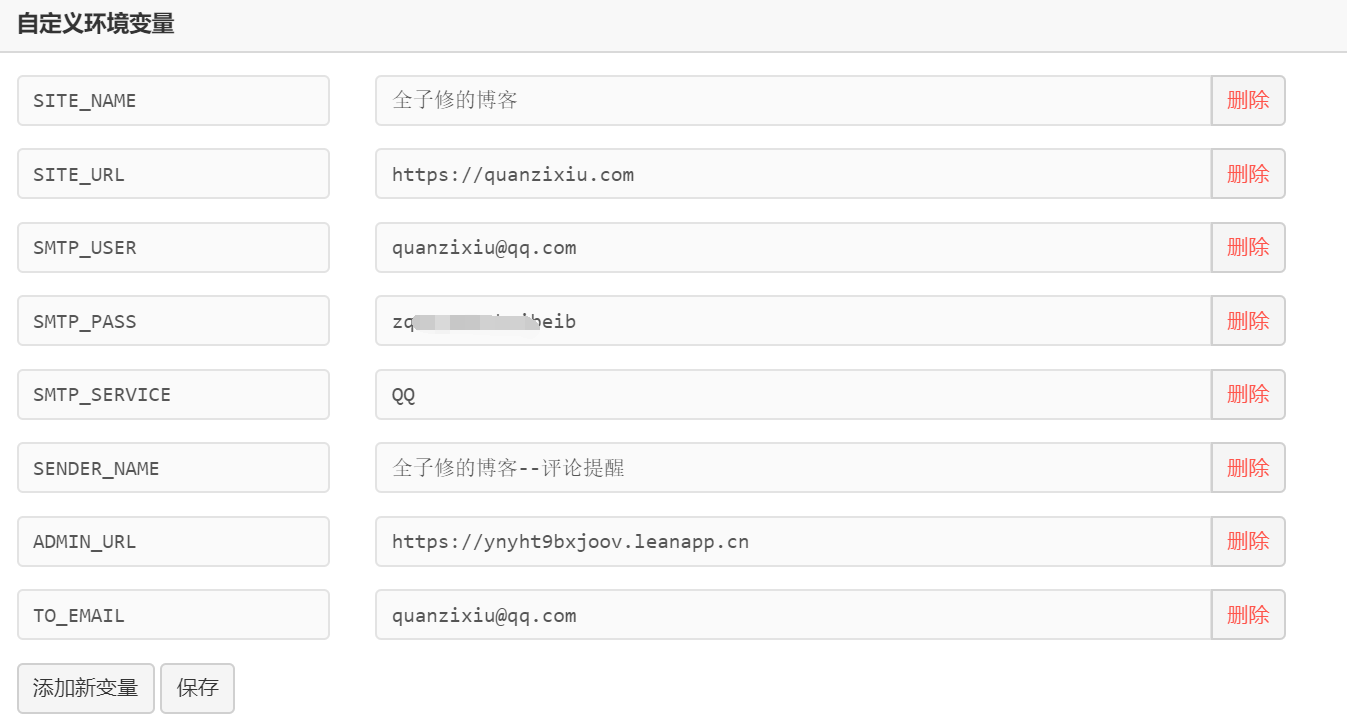 自定义环境变量
SITE_NAME 全子修的博客 删除
SITE_URL https://quanzixiu.com 删除
SMTP_USER quanzixiu@qq.com 删除
SMTP_PASS 删除
SMTP_SERVICE QQ 删除
SENDER_NAME 全子修的博客--评论提醒 删除
ADMIN_URL https://ynyht9bxjoov.leanapp.cn 删除
TO_EMAIL quanzixiu@qq.com 删除
添加新变量 保存